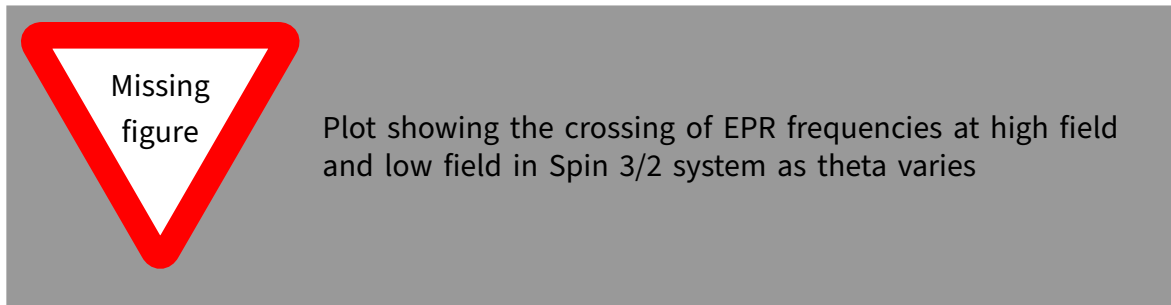 Missing
figure
Plot showing the crossing of EPR frequencies at high field
and low field in Spin 3/2 system as theta varies